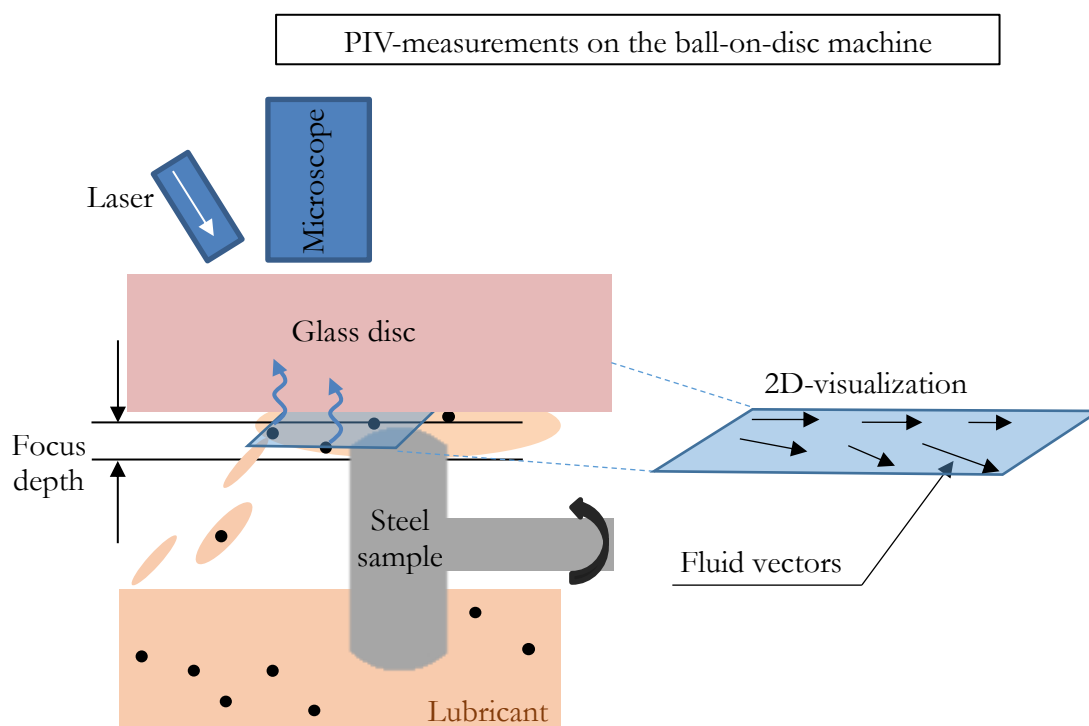 PIV-measurements on the ball-on-disc machine
Microscope
Laser
Glass disc
2D-visualization
Focus
depth
Steel
sample
Fluid vectors
Lubricant